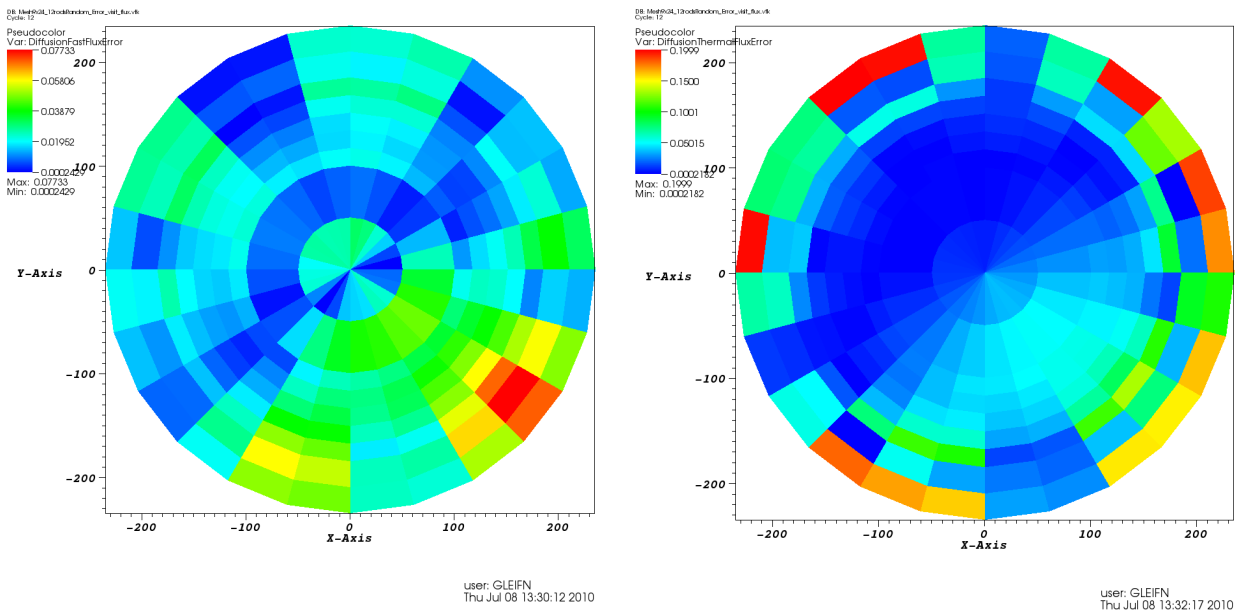 DB: Mesh9x24_12rodsRandom_Error_visit_flux.vtk
Cycle: 12
Pseudocolor
Var: DiffusionFastFluxError
0.07733
0.05806
0.03879
0.01952
0.0002429
Max: 0.07733
Min: 0.0002429
200
100
0
-100
-200
Y-Axis
-200
-100
0
100
200
X-Axis
user: GLEIFN
Thu Jul 08 13:30:12 2010
DB: Mesh9x24_12rodsRandom_Error_visit_flux.vtk
Cycle: 12
Pseudocolor
Var: DiffusionThermalFluxError
0.1999
0.1500
0.1001
0.05015
0.0002182
Max: 0.1999
Min: 0.0002182
200
100
0
-100
-200
Y-Axis
-200
-100
0
100
200
X-Axis
user: GLEIFN
Thu Jul 08 13:32:17 2010